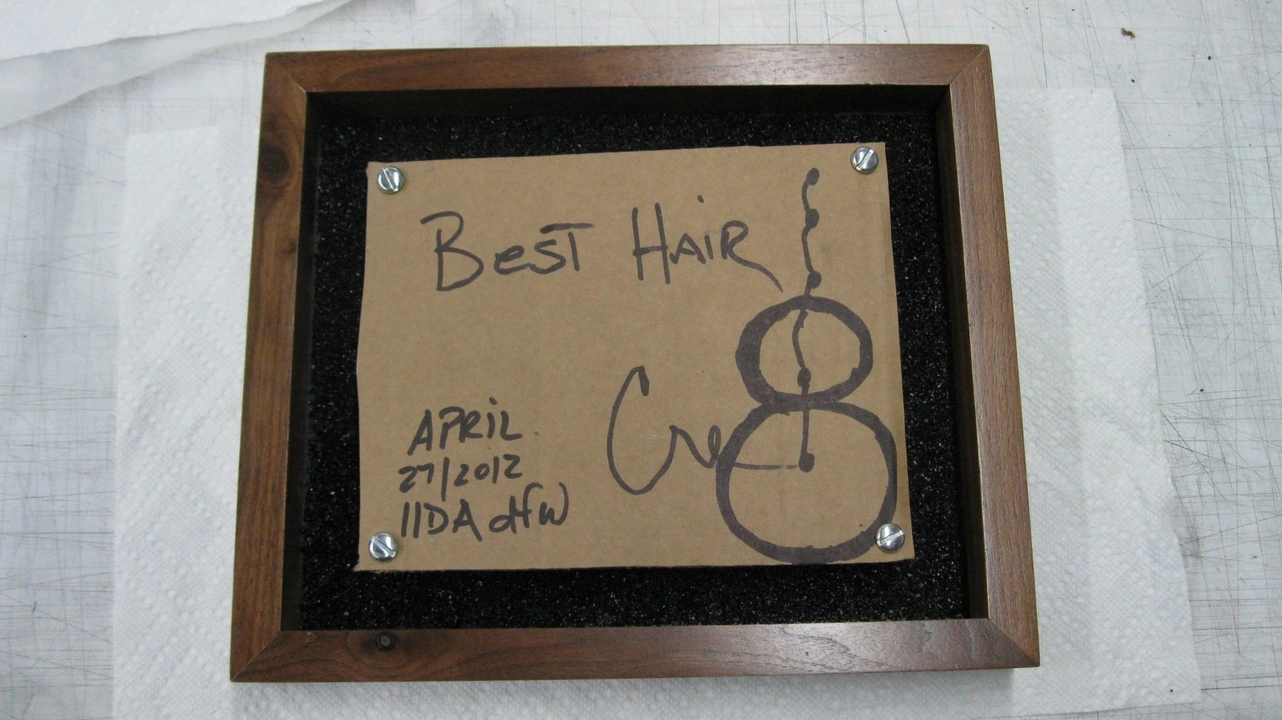 BeST HAiR
Cre8
APRiL
27/2012
IIDA dfW